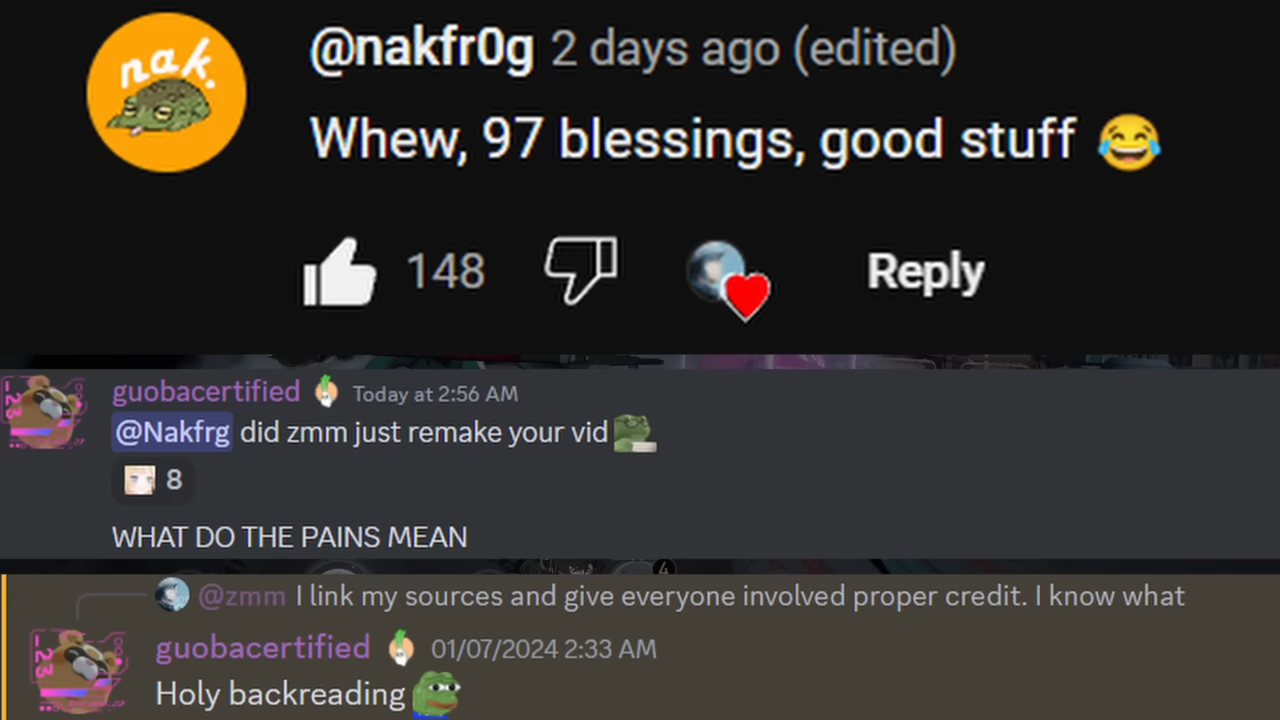 nak.
@nakfr0g 2 days ago (edited)
Whew, 97 blessings, good stuff 😂
148 Reply
guobacertified Today at 2:56 AM
@Nakfrg did zmm just remake your vid
8
WHAT DO THE PAINS MEAN
4
@zmm I link my sources and give everyone involved proper credit. I know what
guobacertified 01/07/2024 2:33 AM
Holy backreading